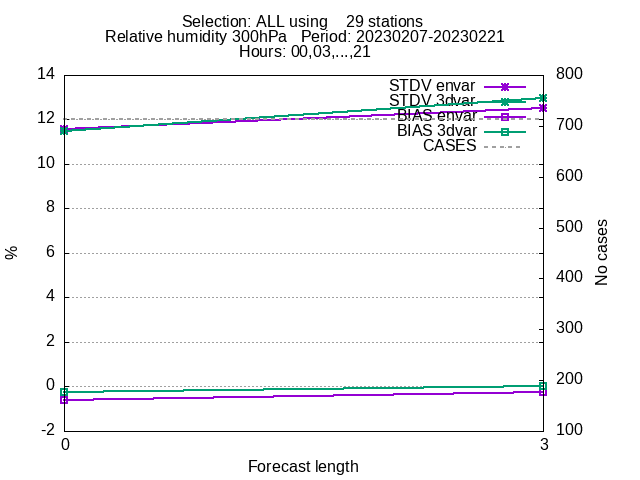 Selection: ALL using 29 stations
Relative humidity 300hPa Period: 20230207-20230221
Hours: 00,03,...,21
14
12
10
8
6
4
2
0
-2
%
STDV envar
STDV 3dvar
BIAS envar
BIAS 3dvar
CASES
800
700
600
500
400
300
200
100
No cases
0
3
Forecast length